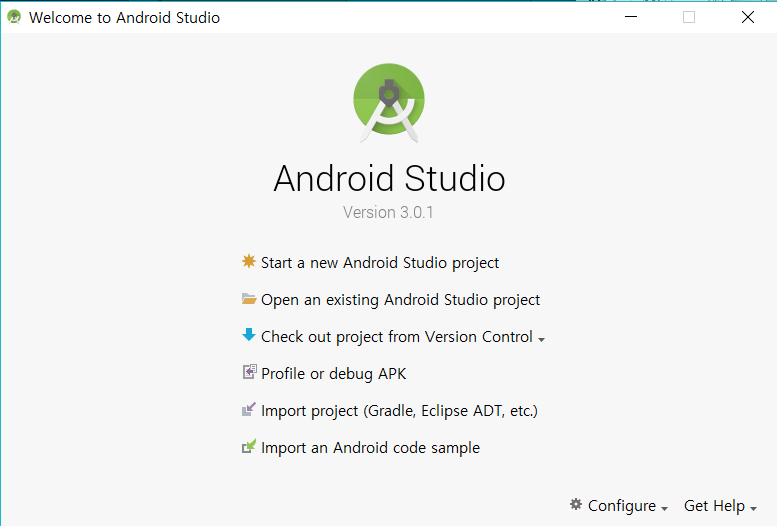 Welcome to Android Studio
Android Studio
Version 3.0.1
Start a new Android Studio project
Open an existing Android Studio project
Check out project from Version Control
Profile or debug APK
Import project (Gradle, Eclipse ADT, etc.)
Import an Android code sample
Configure Get Help